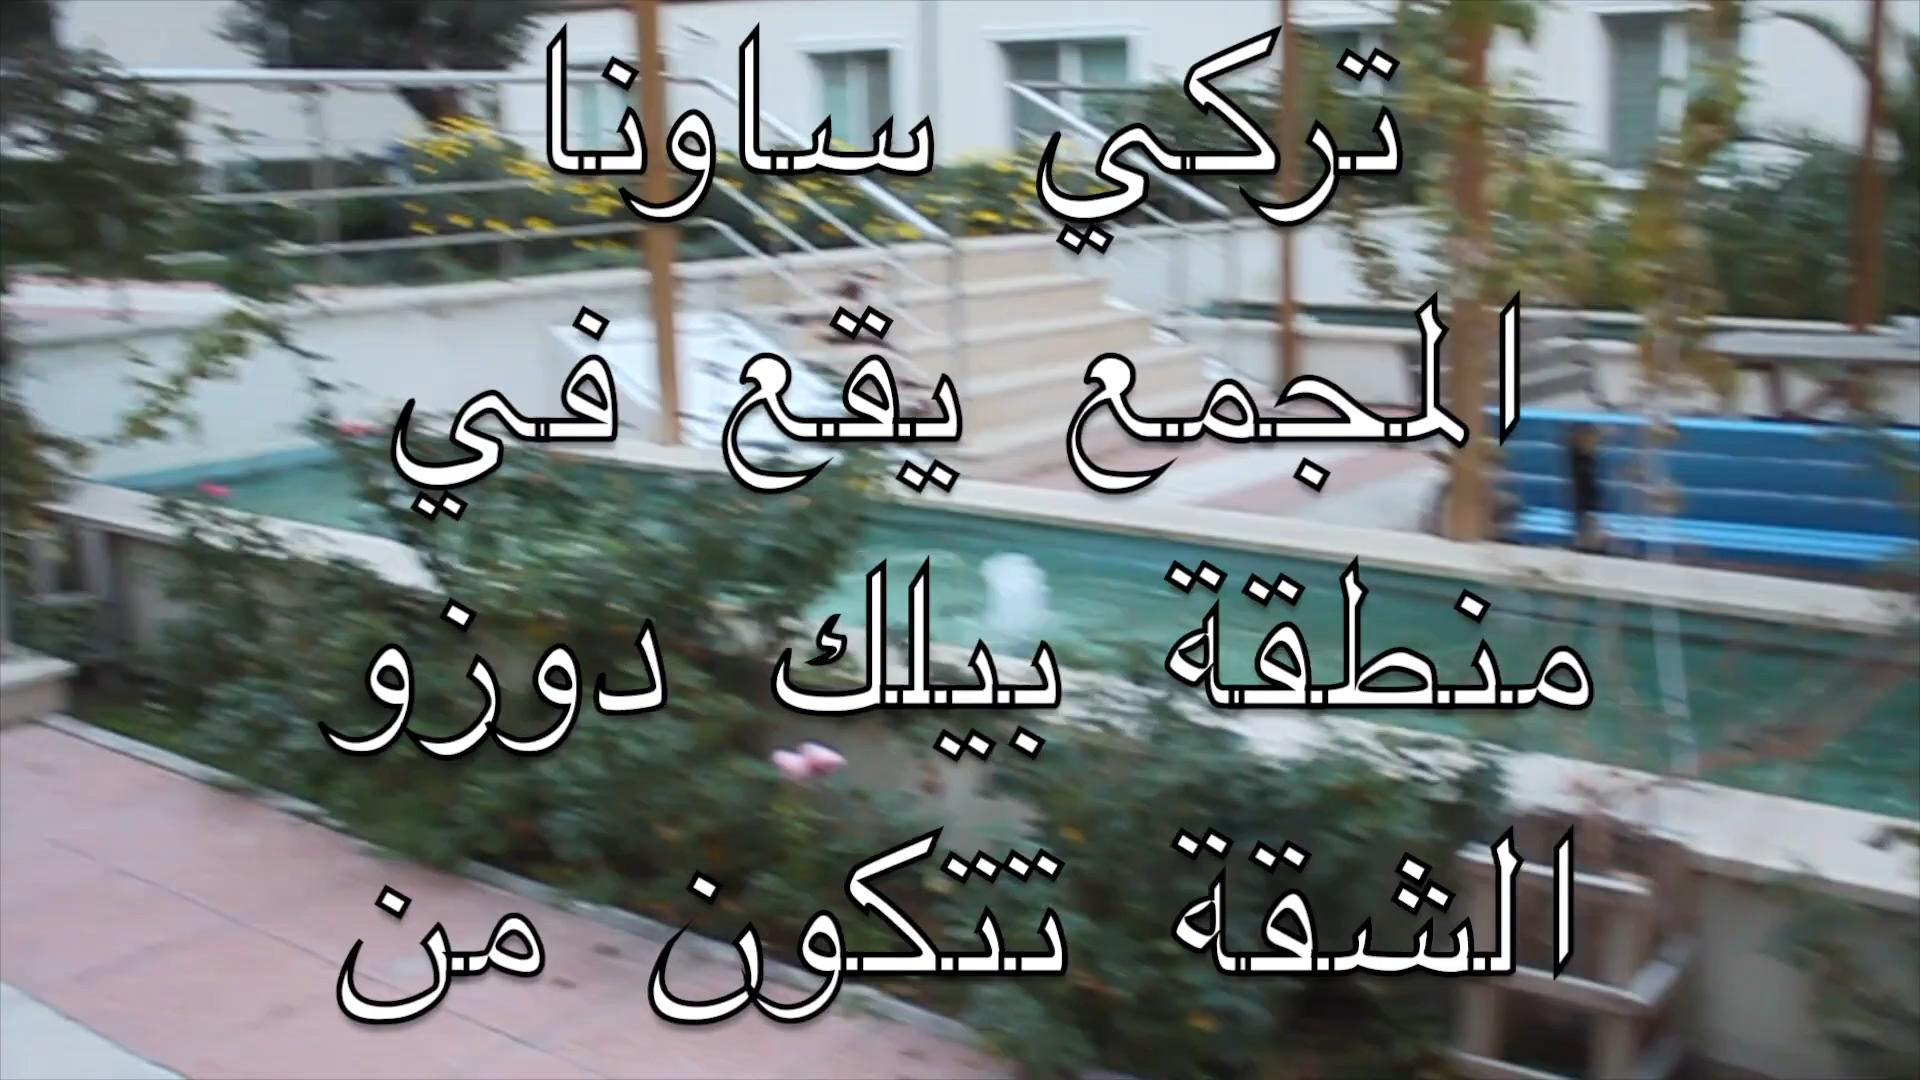 تركي ساونا
المجمع يقع في
منطقة بيلك دوزو
الشقة تتكون من